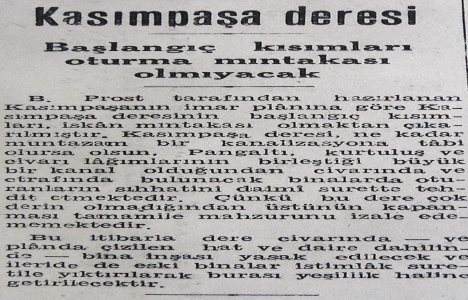 Kasımpaşa deresi
Başlangıç kısımları
oturma mıntakası
olmıyacak
B. Prost tarafından hazırlanan
Kasımpaşanın imar plânına göre Ka-
sımpaşa deresinin başlangıç kısım-
ları, iskân mıntakası olmaktan çıka-
rılmıştır. Kasımpaşa deresi, ne kadar
muntazam bir kanalizasyona tâbi
olursa olsun, Pangaltı, Kurtuluş ve
civarı lâğımlarının birleştiği büyük
bir kanal olduğundan civarında ve
etrafında bulunacak binalarda otu-
ranların sıhhatini daimî surette teh-
dit etmektedir. Çünkü bu dere çok
derin olmadığından üstünün kapan-
ması tamamile mahzurunu izale ede-
memektedir.
Bu itibarla dere civarında — ve
plânda çizilen hat ve daire dahilin-
de — bina inşası yasak edilecek ve
ileride de eski binalar istimlâk sure-
tile yıktırılarak burası yeşillik haline
getirilecektir.